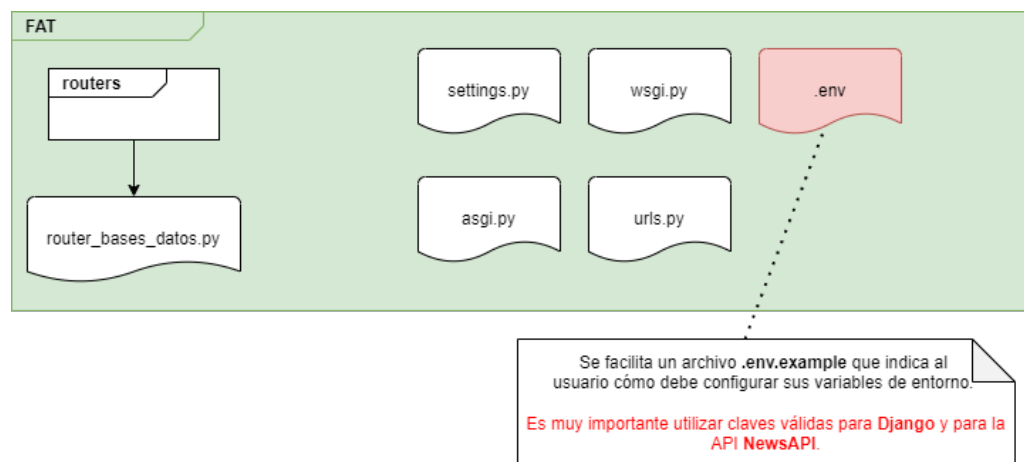 FAT
routers
router_bases_datos.py
settings.py
wsgi.py
.env
asgi.py
urls.py
Se facilita un archivo .env.example que indica al
usuario cómo debe configurar sus variables de entorno.
Es muy importante utilizar claves válidas para Django y para la
API NewsAPI.